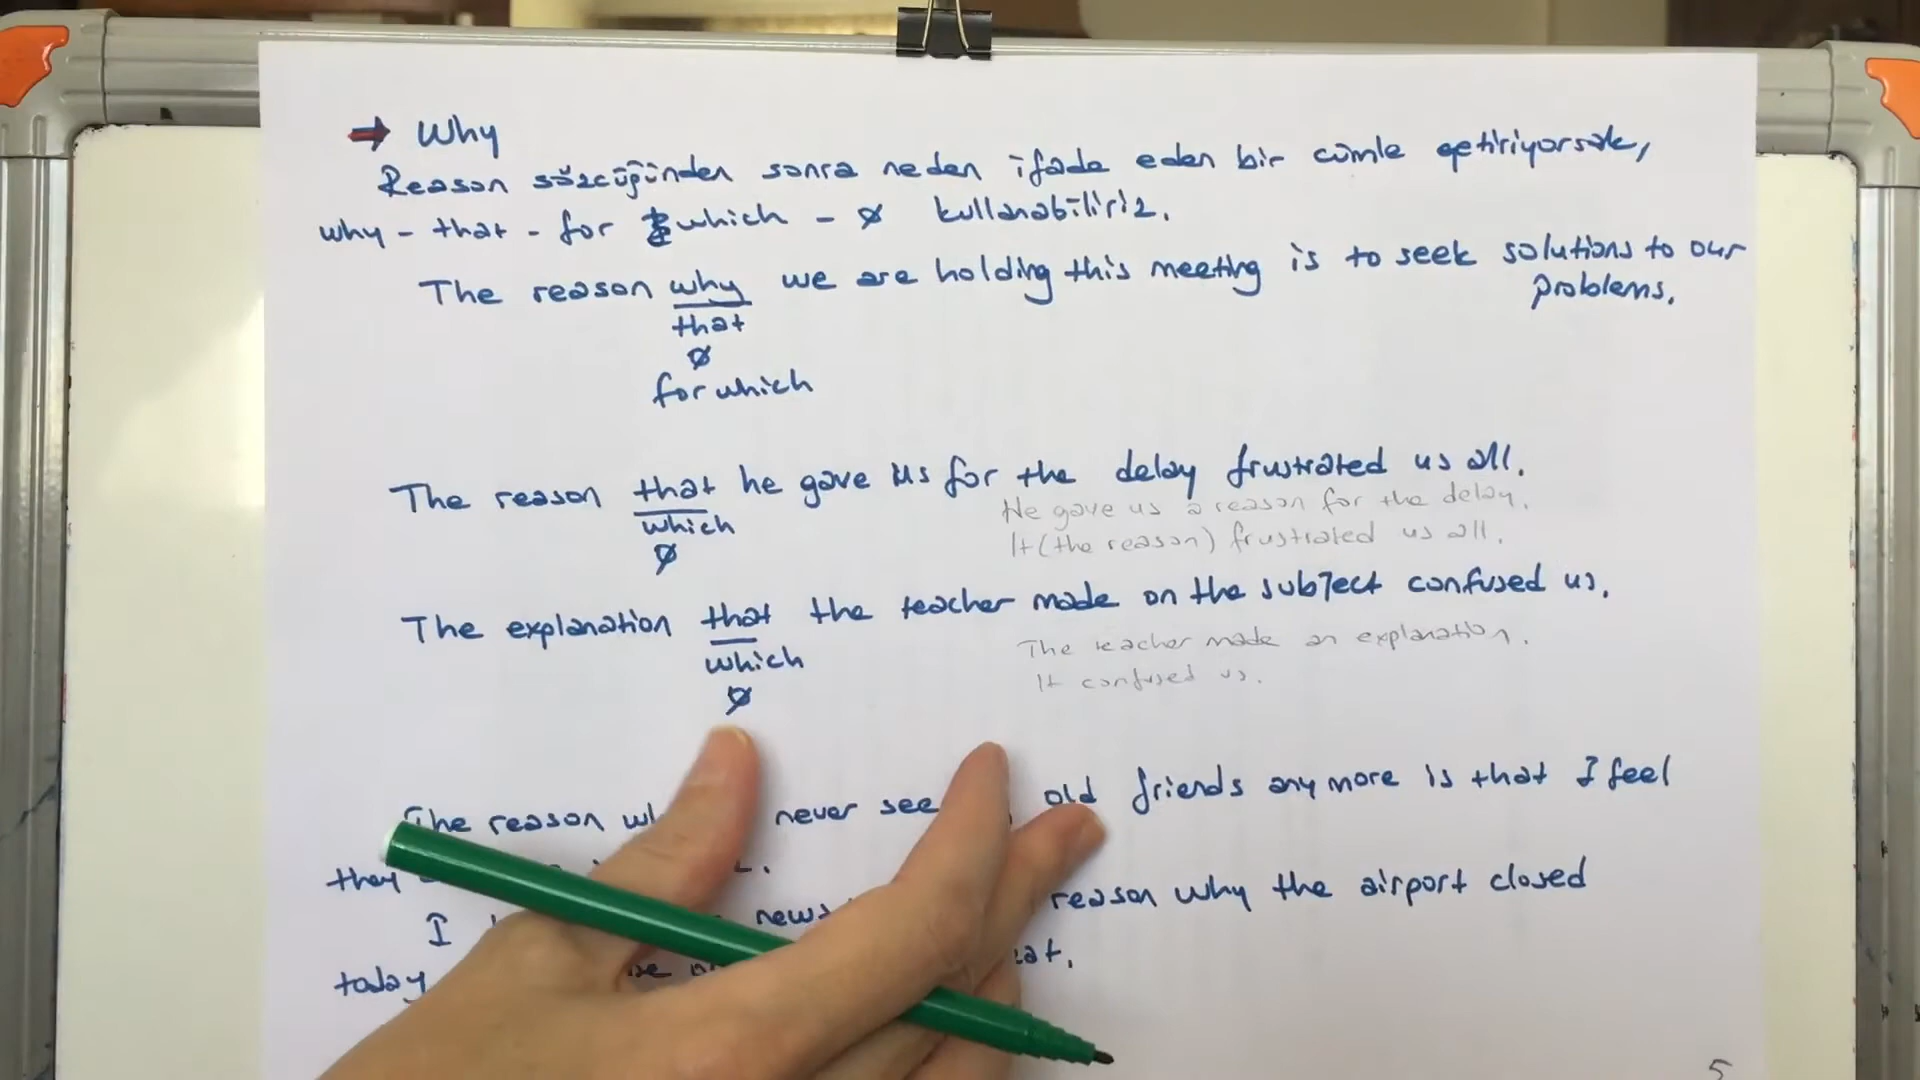 → Why
Reason sözcüğünden sonra neden ifade eden bir cümle getiriyorsak,
why - that - for which - ∅ kullanabiliriz.
The reason why we are holding this meeting is to seek solutions to our
problems.
that
∅
for which
The reason that he gave us for the delay frustrated us all.
which
∅
He gave us a reason for the delay.
It (the reason) frustrated us all.
The explanation that the teacher made on the subject confused us.
which
∅
The teacher made an explanation.
It confused us.
The reason never see old friends anymore is that I feel
they
I news reason why the airport closed
today
5